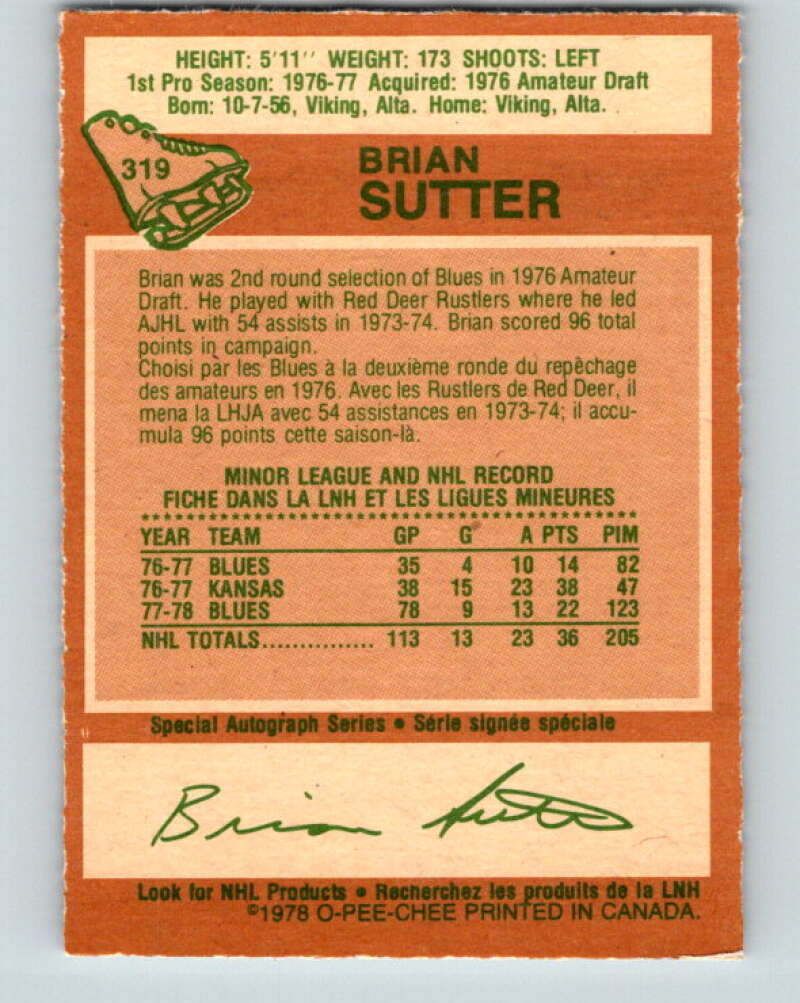 HEIGHT: 5'11'' WEIGHT: 173 SHOOTS: LEFT
1st Pro Season: 1976-77 Acquired: 1976 Amateur Draft
Born: 10-7-56, Viking, Alta. Home: Viking, Alta.
319
BRIAN
SUTTER
Brian was 2nd round selection of Blues in 1976 Amateur
Draft. He played with Red Deer Rustlers where he led
AJHL with 54 assists in 1973-74. Brian scored 96 total
points in campaign.
Choisi par les Blues à la deuxième ronde du repêchage
des amateurs en 1976. Avec les Rustlers de Red Deer, il
mena la LHJA avec 54 assistances en 1973-74; il accu-
mula 96 points cette saison-là.
MINOR LEAGUE AND NHL RECORD
FICHE DANS LA LNH ET LES LIGUES MINEURES
YEAR TEAM GP G A PTS PIM
76-77 BLUES 35 4 10 14 82
76-77 KANSAS 38 15 23 38 47
77-78 BLUES 78 9 13 22 123
NHL TOTALS............... 113 13 23 36 205
Special Autograph Series • Série signée spéciale
Brian Sutter
Look for NHL Products • Recherchez les produits de la LNH
©1978 O-PEE-CHEE PRINTED IN CANADA.